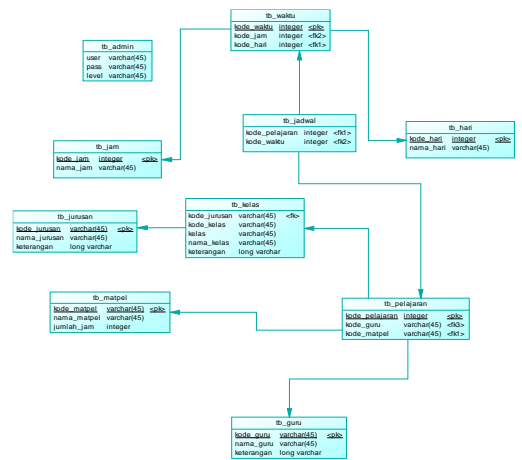 tb_waktu
kode_waktu integer <pk>
kode_jam integer <fk2>
kode_hari integer <fk1>
tb_admin
user varchar(45)
pass varchar(45)
level varchar(45)
tb_jadwal
kode_pelajaran integer <fk1>
kode_waktu integer <fk2>
tb_hari
kode_hari integer <pk>
nama_hari varchar(45)
tb_jam
kode_jam integer <pk>
nama_jam varchar(45)
tb_kelas
kode_jurusan varchar(45) <fk>
kode_kelas varchar(45)
kelas varchar(45)
nama_kelas varchar(45)
keterangan long varchar
tb_jurusan
kode_jurusan varchar(45) <pk>
nama_jurusan varchar(45)
keterangan long varchar
tb_matpel
kode_matpel varchar(45) <pk>
nama_matpel varchar(45)
jumlah_jam integer
tb_pelajaran
kode_pelajaran integer <pk>
kode_guru varchar(45) <fk3>
kode_matpel varchar(45) <fk1>
tb_guru
kode_guru varchar(45) <pk>
nama_guru varchar(45)
keterangan long varchar